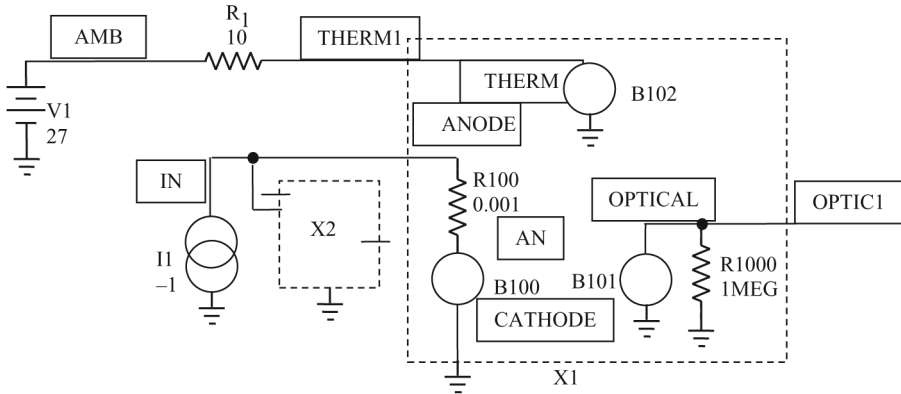 AMB
R1
10
THERM1
V1
27
THERM
B102
ANODE
IN
R100
0.001
X2
AN
OPTICAL
OPTIC1
I1
–1
B100
B101
R1000
1MEG
CATHODE
X1